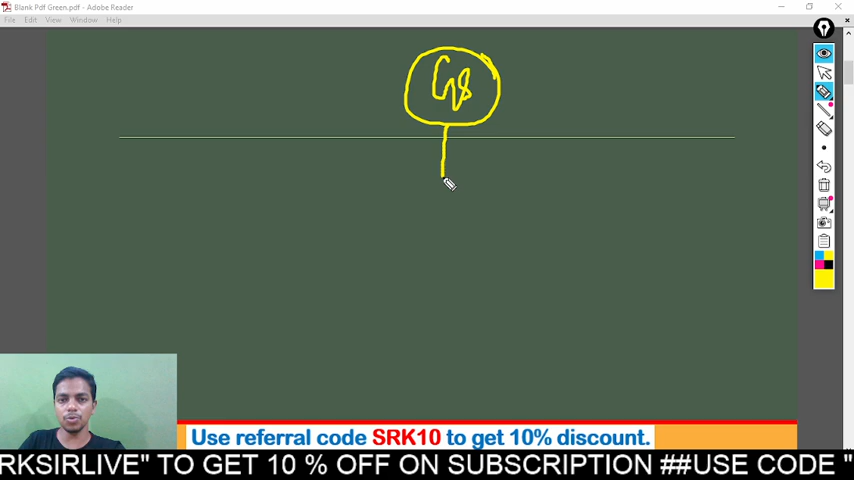 Blank Pdf Green.pdf - Adobe Reader
File Edit View Window Help
Use referral code SRK10 to get 10% discount.
RKSIRLIVE" TO GET 10 % OFF ON SUBSCRIPTION ##USE CODE "